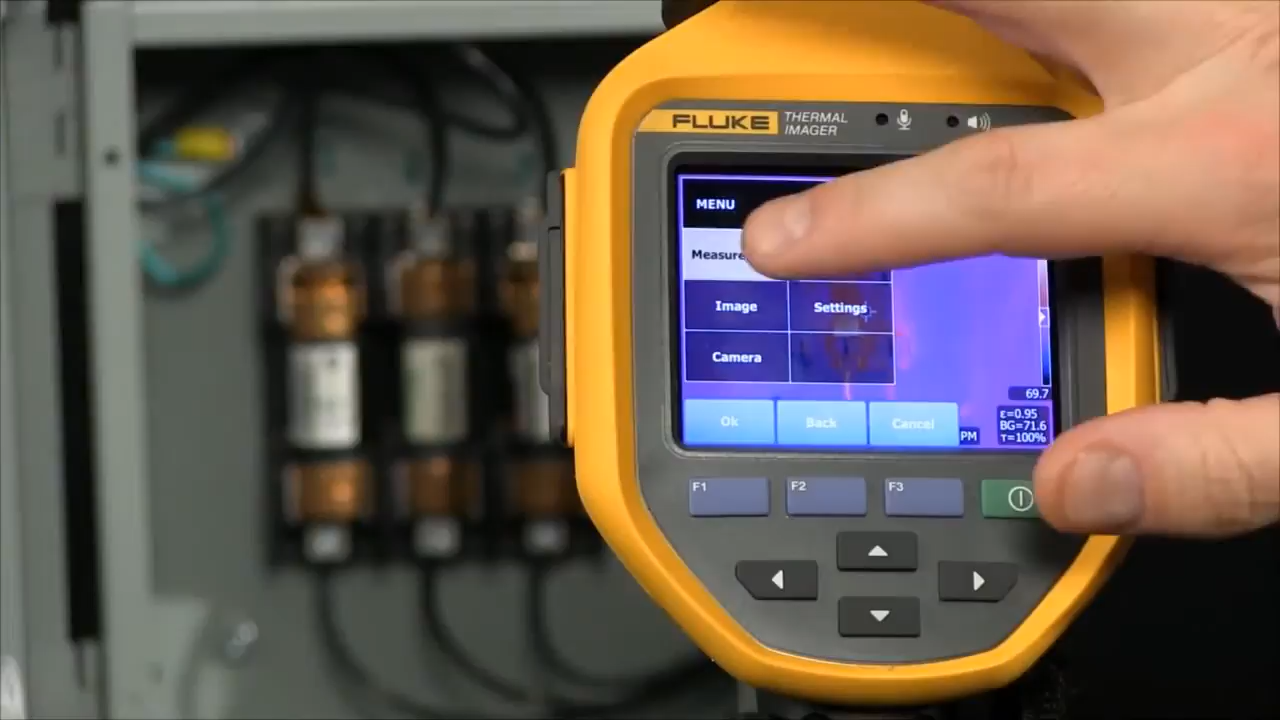 FLUKE
THERMAL
IMAGER
MENU
Image
Settings
Camera
Ok
Back
Cancel
69.7
PM
ε=0.95
BG=71.6
τ=100%
F1
F2
F3